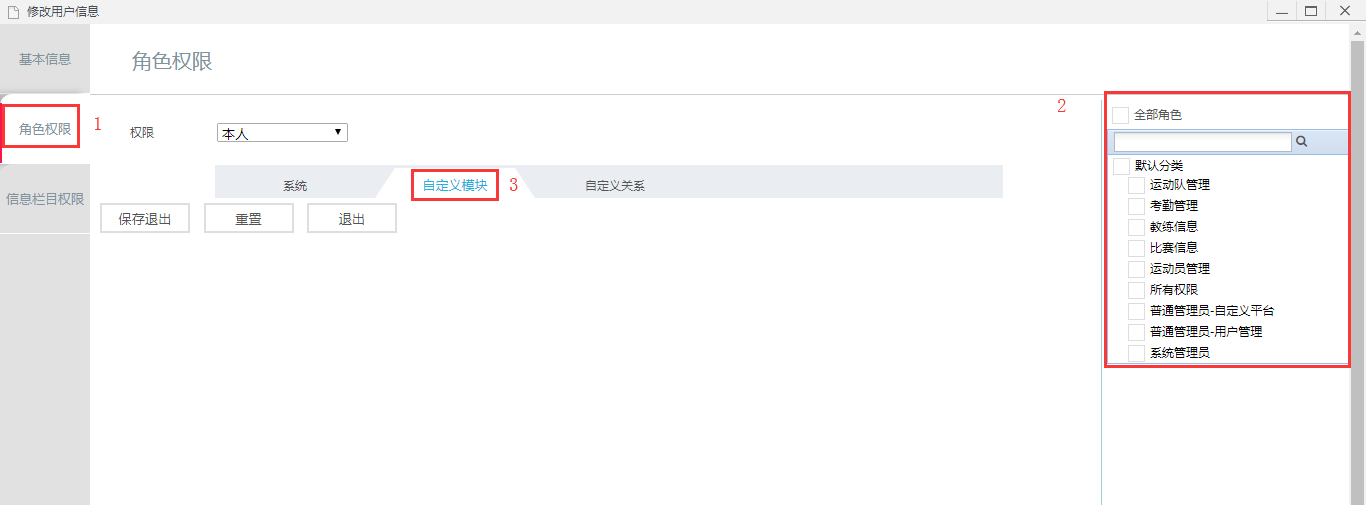 修改用户信息
基本信息
角色权限
角色权限
1
信息栏目权限
权限
本人
系统
自定义模块
3
自定义关系
保存退出
重置
退出
2
全部角色
默认分类
运动队管理
考勤管理
教练信息
比赛信息
运动员管理
所有权限
普通管理员-自定义平台
普通管理员-用户管理
系统管理员